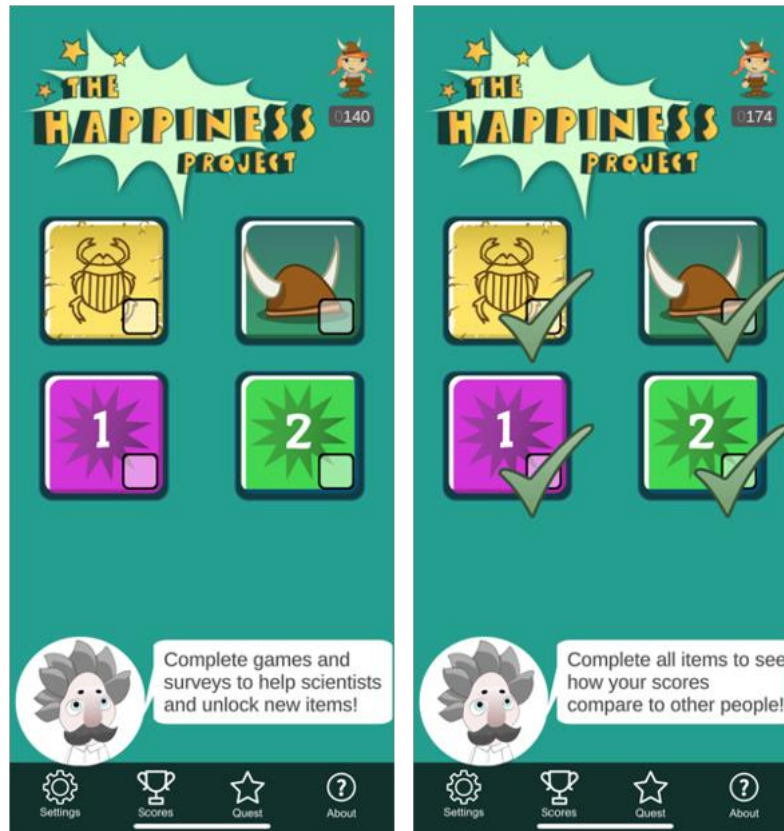 THE
HAPPINESS
PROJECT
0140
1
2
Complete games and
surveys to help scientists
and unlock new items!
Settings
Scores
Quest
About
THE
HAPPINESS
PROJECT
0174
1
2
Complete all items to see
how your scores
compare to other people!
Settings
Scores
Quest
About